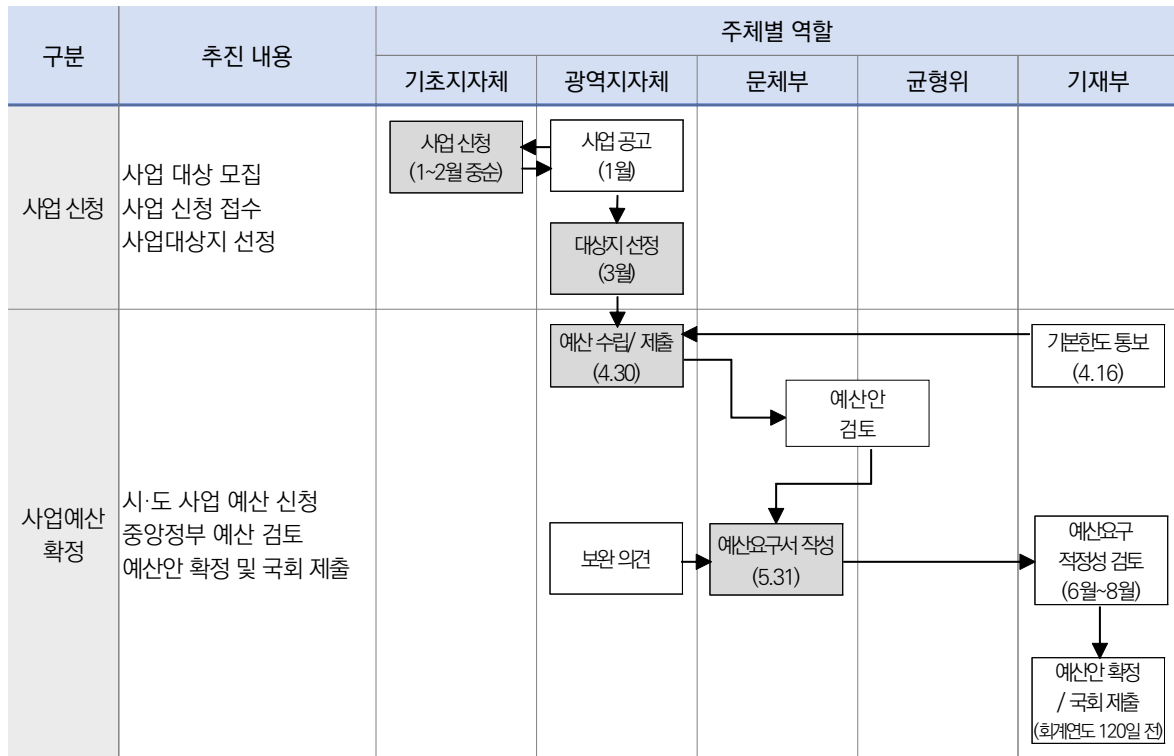 구분
추진 내용
주체별 역할
기초지자체
광역지자체
문체부
균형위
기재부
사업 신청
사업 대상 모집
사업 신청 접수
사업대상지 선정
사업 신청
(1~2월 중순)
사업 공고
(1월)
대상지 선정
(3월)
사업예산
확정
시·도 사업 예산 신청
중앙정부 예산 검토
예산안 확정 및 국회 제출
예산 수립/ 제출
(4.30)
기본한도 통보
(4.16)
예산안
검토
보완 의견
예산요구서 작성
(5.31)
예산요구
적정성 검토
(6월~8월)
예산안 확정
/ 국회 제출
(회계연도 120일 전)